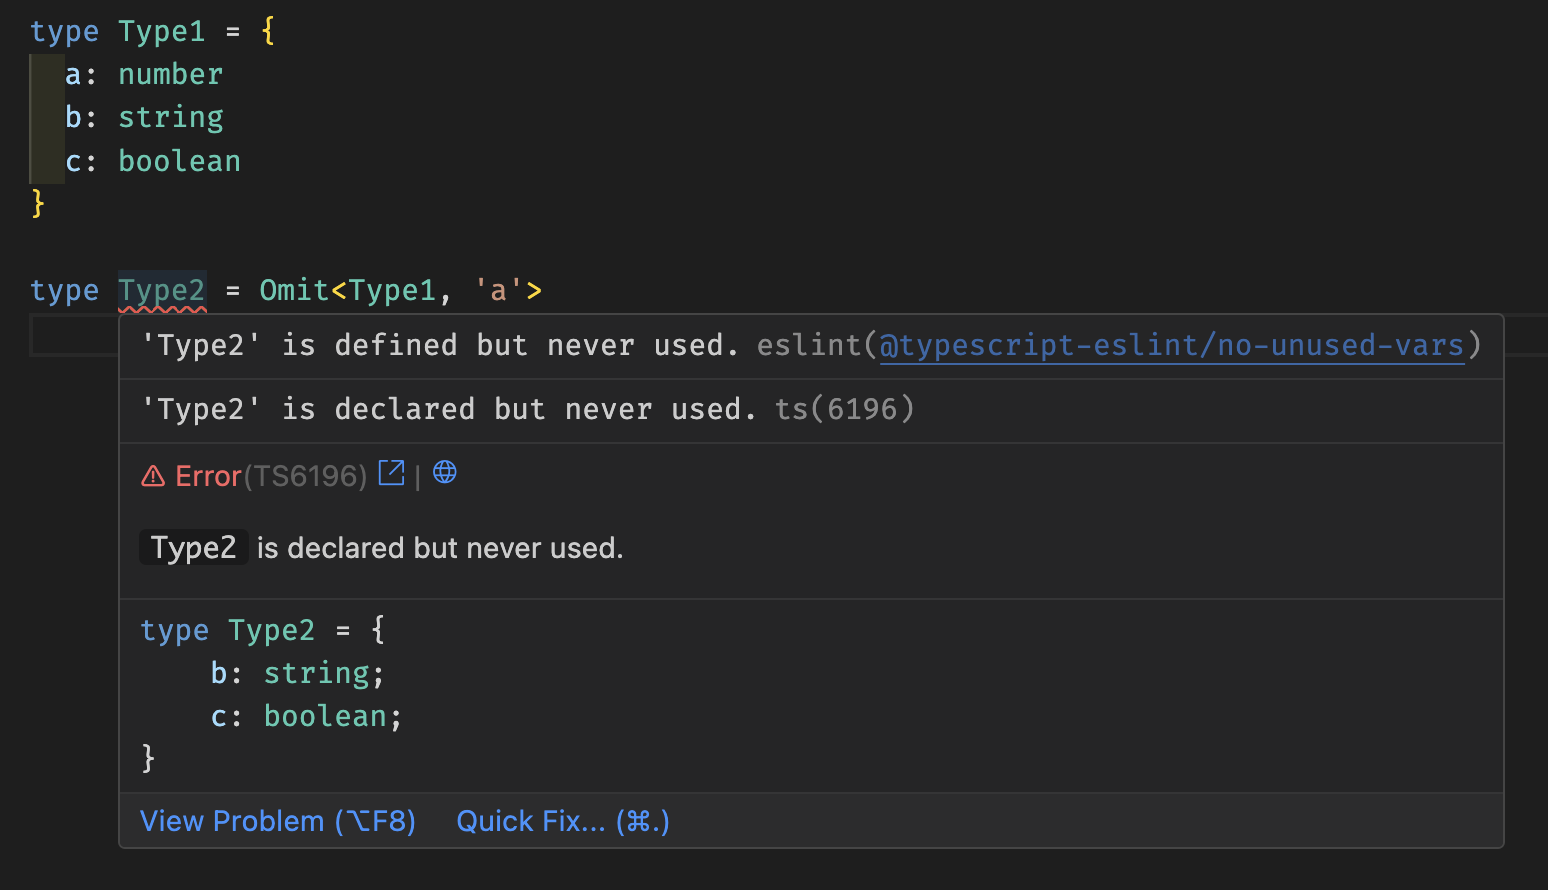 type Type1 = {
a: number
b: string
c: boolean
}
type Type2 = Omit<Type1, 'a'>
'Type2' is defined but never used. eslint(@typescript-eslint/no-unused-vars)
'Type2' is declared but never used. ts(6196)
Error(TS6196) |
Type2 is declared but never used.
type Type2 = {
b: string;
c: boolean;
}
View Problem (⌥F8) Quick Fix... (⌘.)